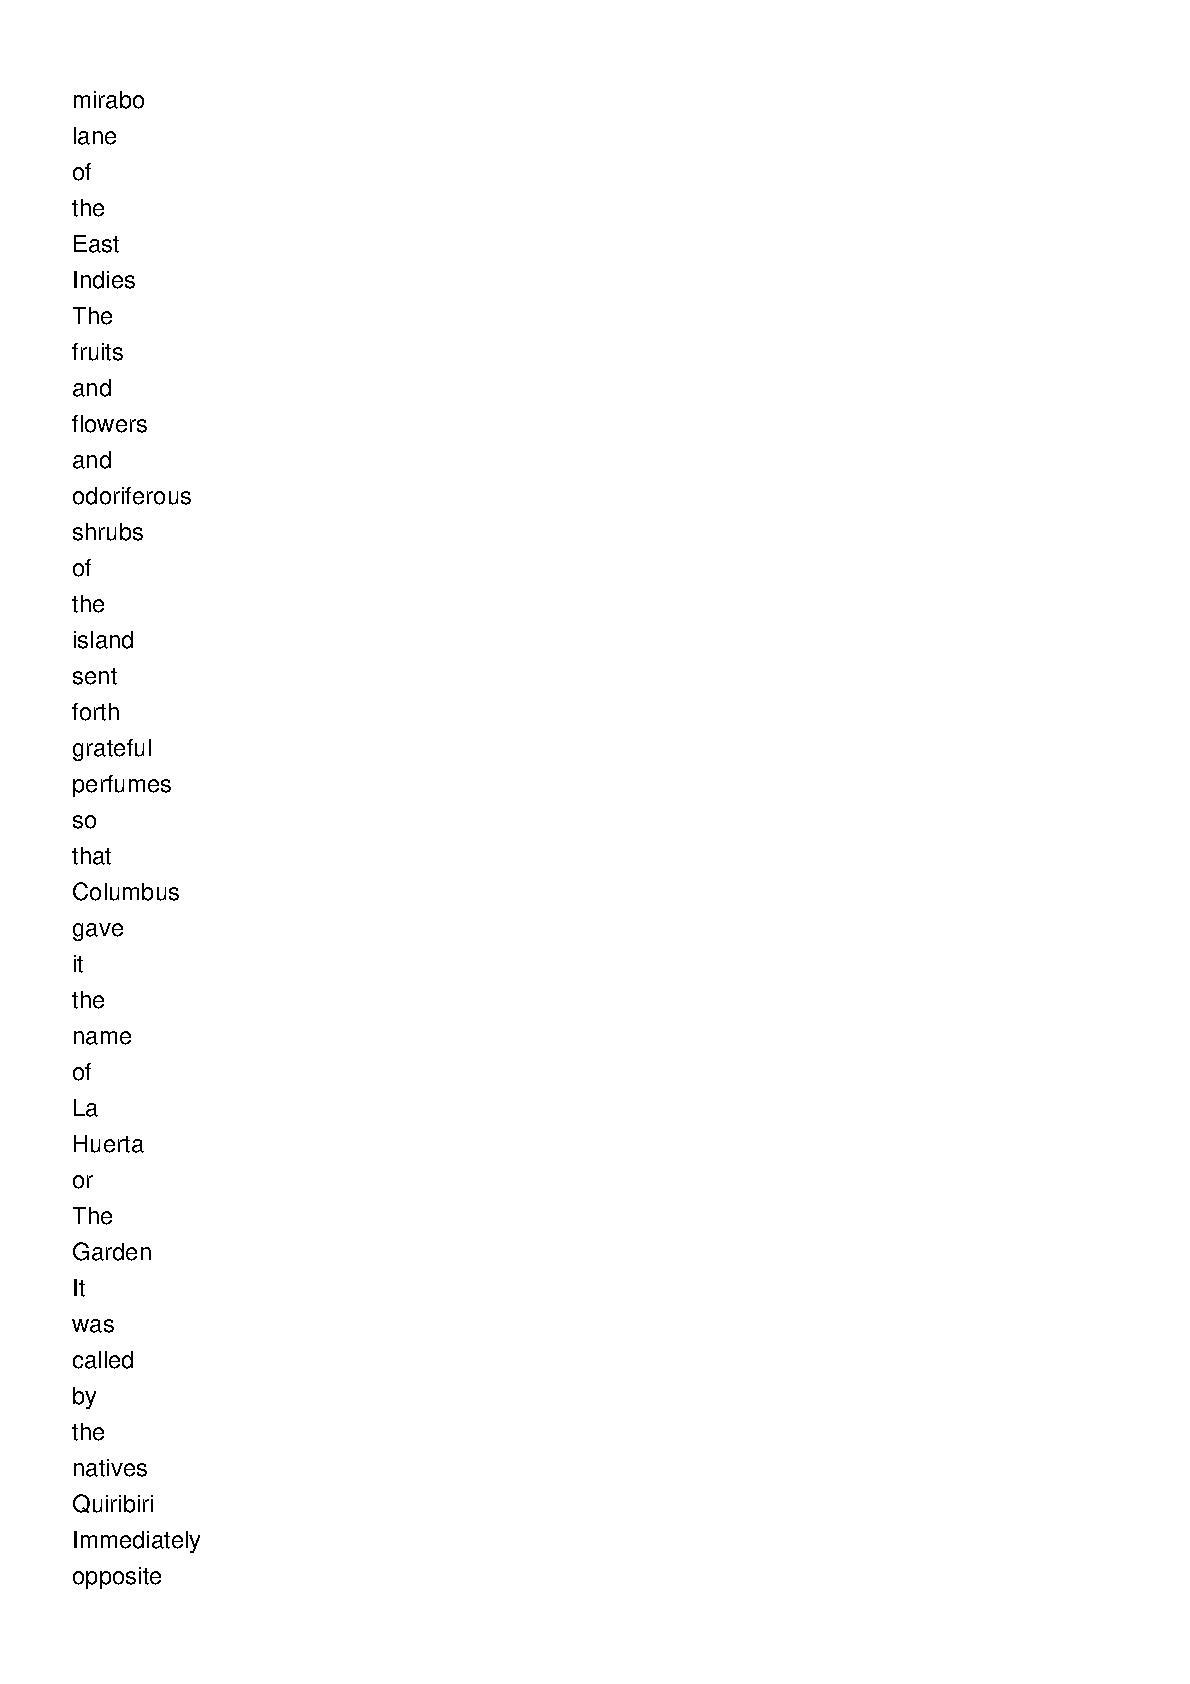 mirabo
lane
of
the
East
Indies
The
fruits
and
flowers
and
odoriferous
shrubs
of
the
island
sent
forth
grateful
perfumes
so
that
Columbus
gave
it
the
name
of
La
Huerta
or
The
Garden
It
was
called
by
the
natives
Quiribiri
Immediately
opposite